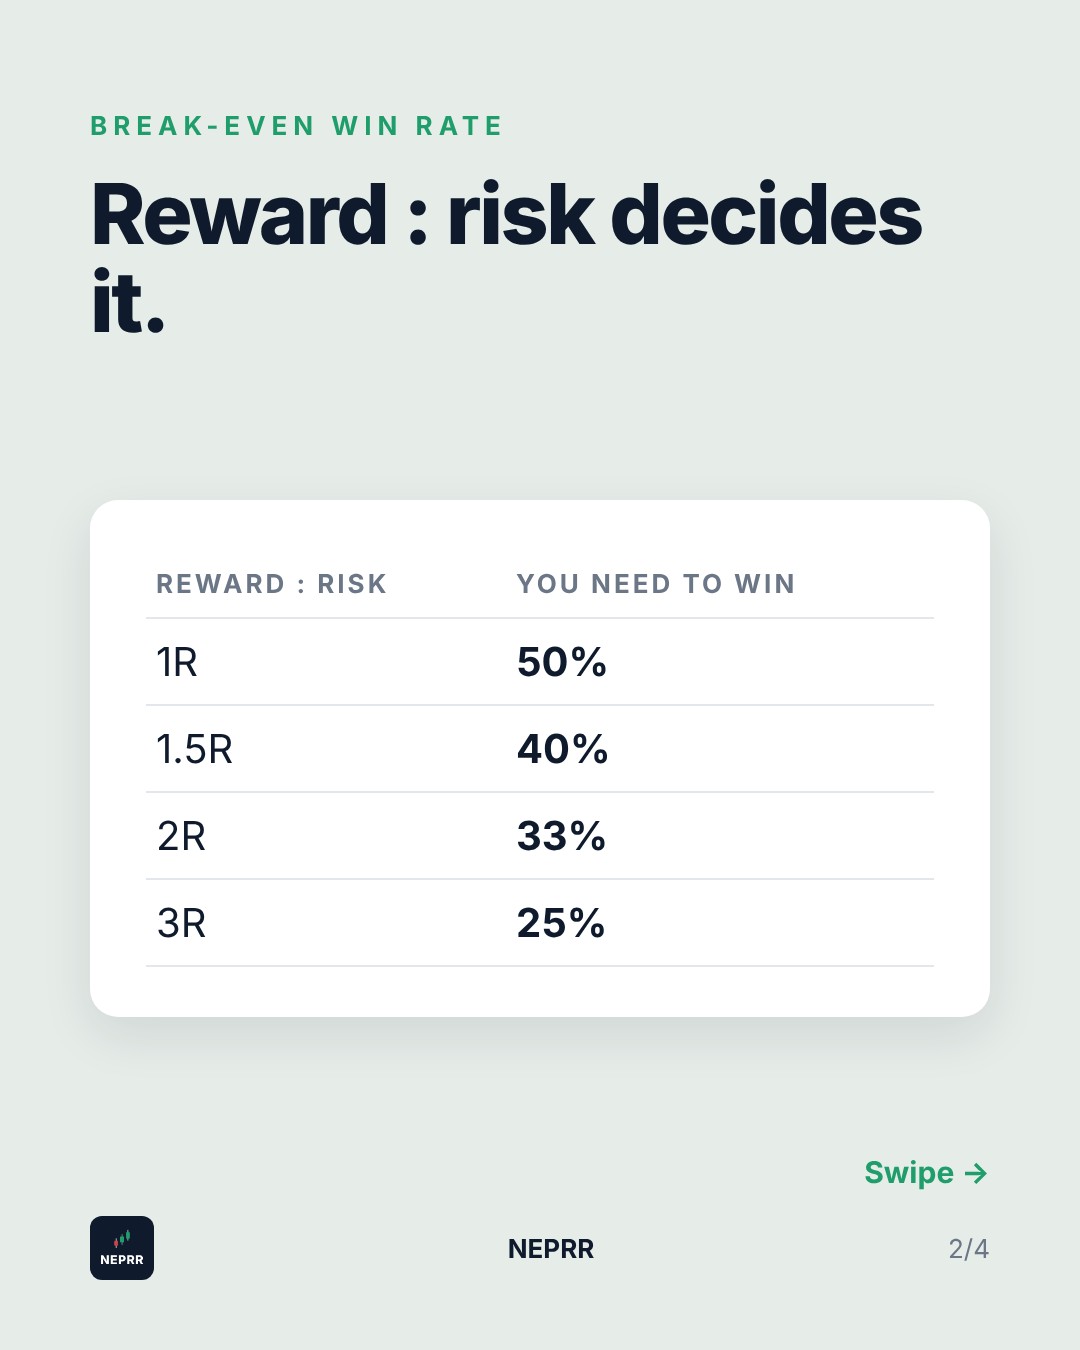 BREAK-EVEN WIN RATE
Reward : risk decides
it.
REWARD : RISK YOU NEED TO WIN
1R 50%
1.5R 40%
2R 33%
3R 25%
Swipe →
NEPRR
NEPRR
2/4